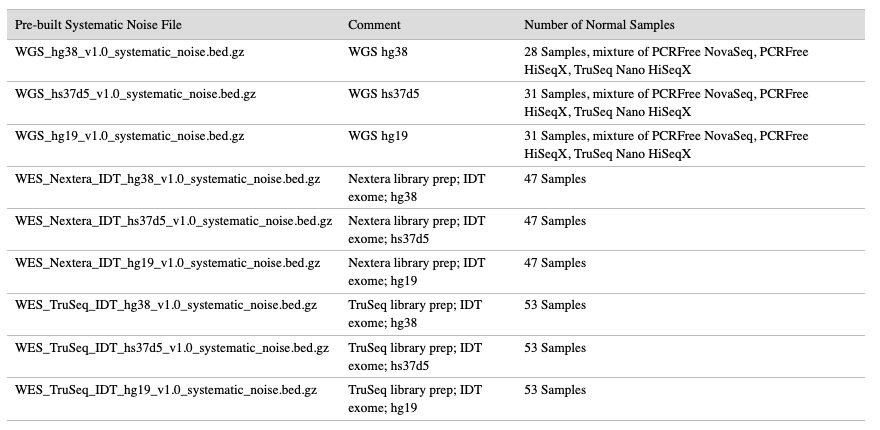 Pre-built Systematic Noise File Comment Number of Normal Samples
WGS_hg38_v1.0_systematic_noise.bed.gz WGS hg38 28 Samples, mixture of PCRFree NovaSeq, PCRFree
HiSeqX, TruSeq Nano HiSeqX
WGS_hs37d5_v1.0_systematic_noise.bed.gz WGS hs37d5 31 Samples, mixture of PCRFree NovaSeq, PCRFree
HiSeqX, TruSeq Nano HiSeqX
WGS_hg19_v1.0_systematic_noise.bed.gz WGS hg19 31 Samples, mixture of PCRFree NovaSeq, PCRFree
HiSeqX, TruSeq Nano HiSeqX
WES_Nextera_IDT_hg38_v1.0_systematic_noise.bed.gz Nextera library prep; IDT 47 Samples
exome; hg38
WES_Nextera_IDT_hs37d5_v1.0_systematic_noise.bed.gz Nextera library prep; IDT 47 Samples
exome; hs37d5
WES_Nextera_IDT_hg19_v1.0_systematic_noise.bed.gz Nextera library prep; IDT 47 Samples
exome; hg19
WES_TruSeq_IDT_hg38_v1.0_systematic_noise.bed.gz TruSeq library prep; IDT 53 Samples
exome; hg38
WES_TruSeq_IDT_hs37d5_v1.0_systematic_noise.bed.gz TruSeq library prep; IDT 53 Samples
exome; hs37d5
WES_TruSeq_IDT_hg19_v1.0_systematic_noise.bed.gz TruSeq library prep; IDT 53 Samples
exome; hg19